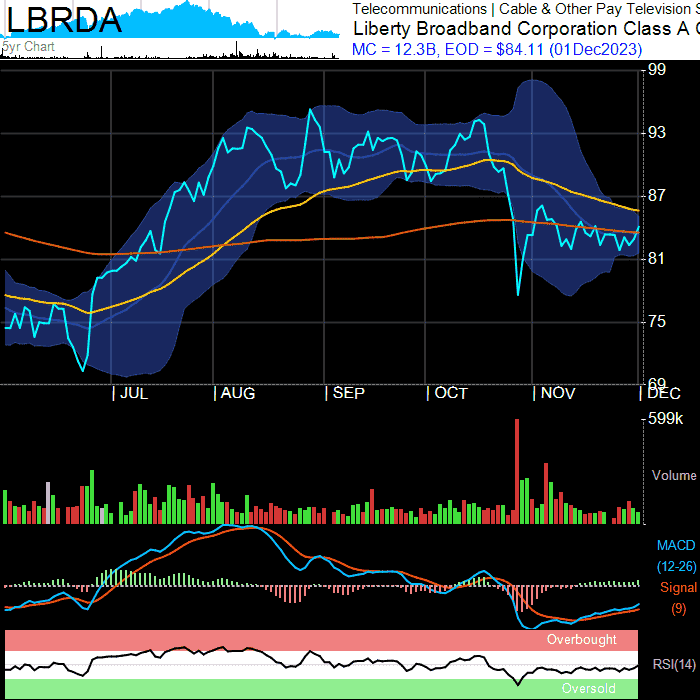 LBRDA
5yr Chart
Telecommunications | Cable & Other Pay Television S
Liberty Broadband Corporation Class A C
MC = 12.3B, EOD = $84.11 (01Dec2023)
99
93
87
81
75
69
JUL
AUG
SEP
OCT
NOV
DEC
599k
Volume
MACD
(12-26)
Signal
(9)
Overbought
RSI(14)
Oversold